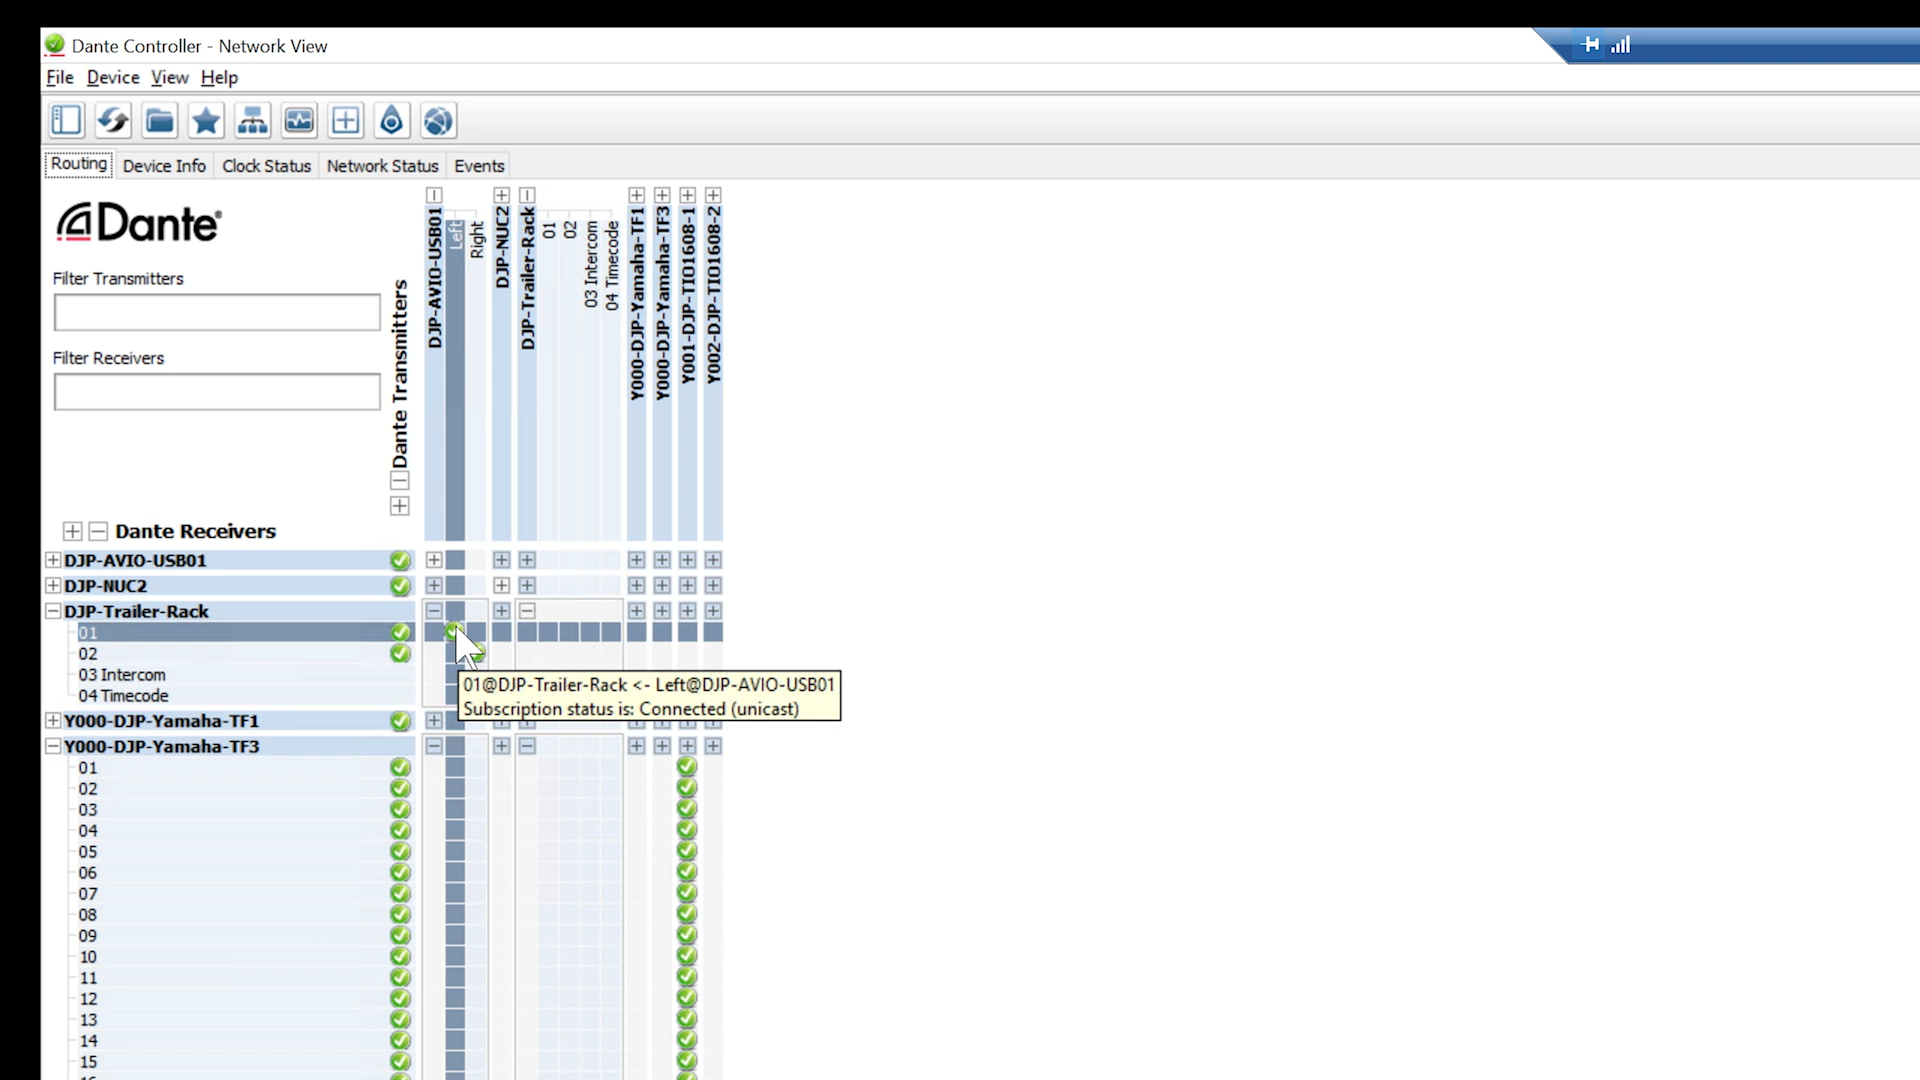 Dante Controller - Network View
File Device View Help
Routing Device Info Clock Status Network Status Events
Dante
Filter Transmitters
Filter Receivers
Dante Transmitters
DJP-AVIO-USB01
Left
Right
DJP-NUC2
DJP-Trailer-Rack
01
02
03 Intercom
04 Timecode
Y000-DJP-Yamaha-TF1
Y000-DJP-Yamaha-TF3
Y001-DJP-TIO1608-1
Y002-DJP-TIO1608-2
Dante Receivers
DJP-AVIO-USB01
DJP-NUC2
DJP-Trailer-Rack
01
02
03 Intercom
04 Timecode
01@DJP-Trailer-Rack <- Left@DJP-AVIO-USB01
Subscription status is: Connected (unicast)
Y000-DJP-Yamaha-TF1
Y000-DJP-Yamaha-TF3
01
02
03
04
05
06
07
08
09
10
11
12
13
14
15